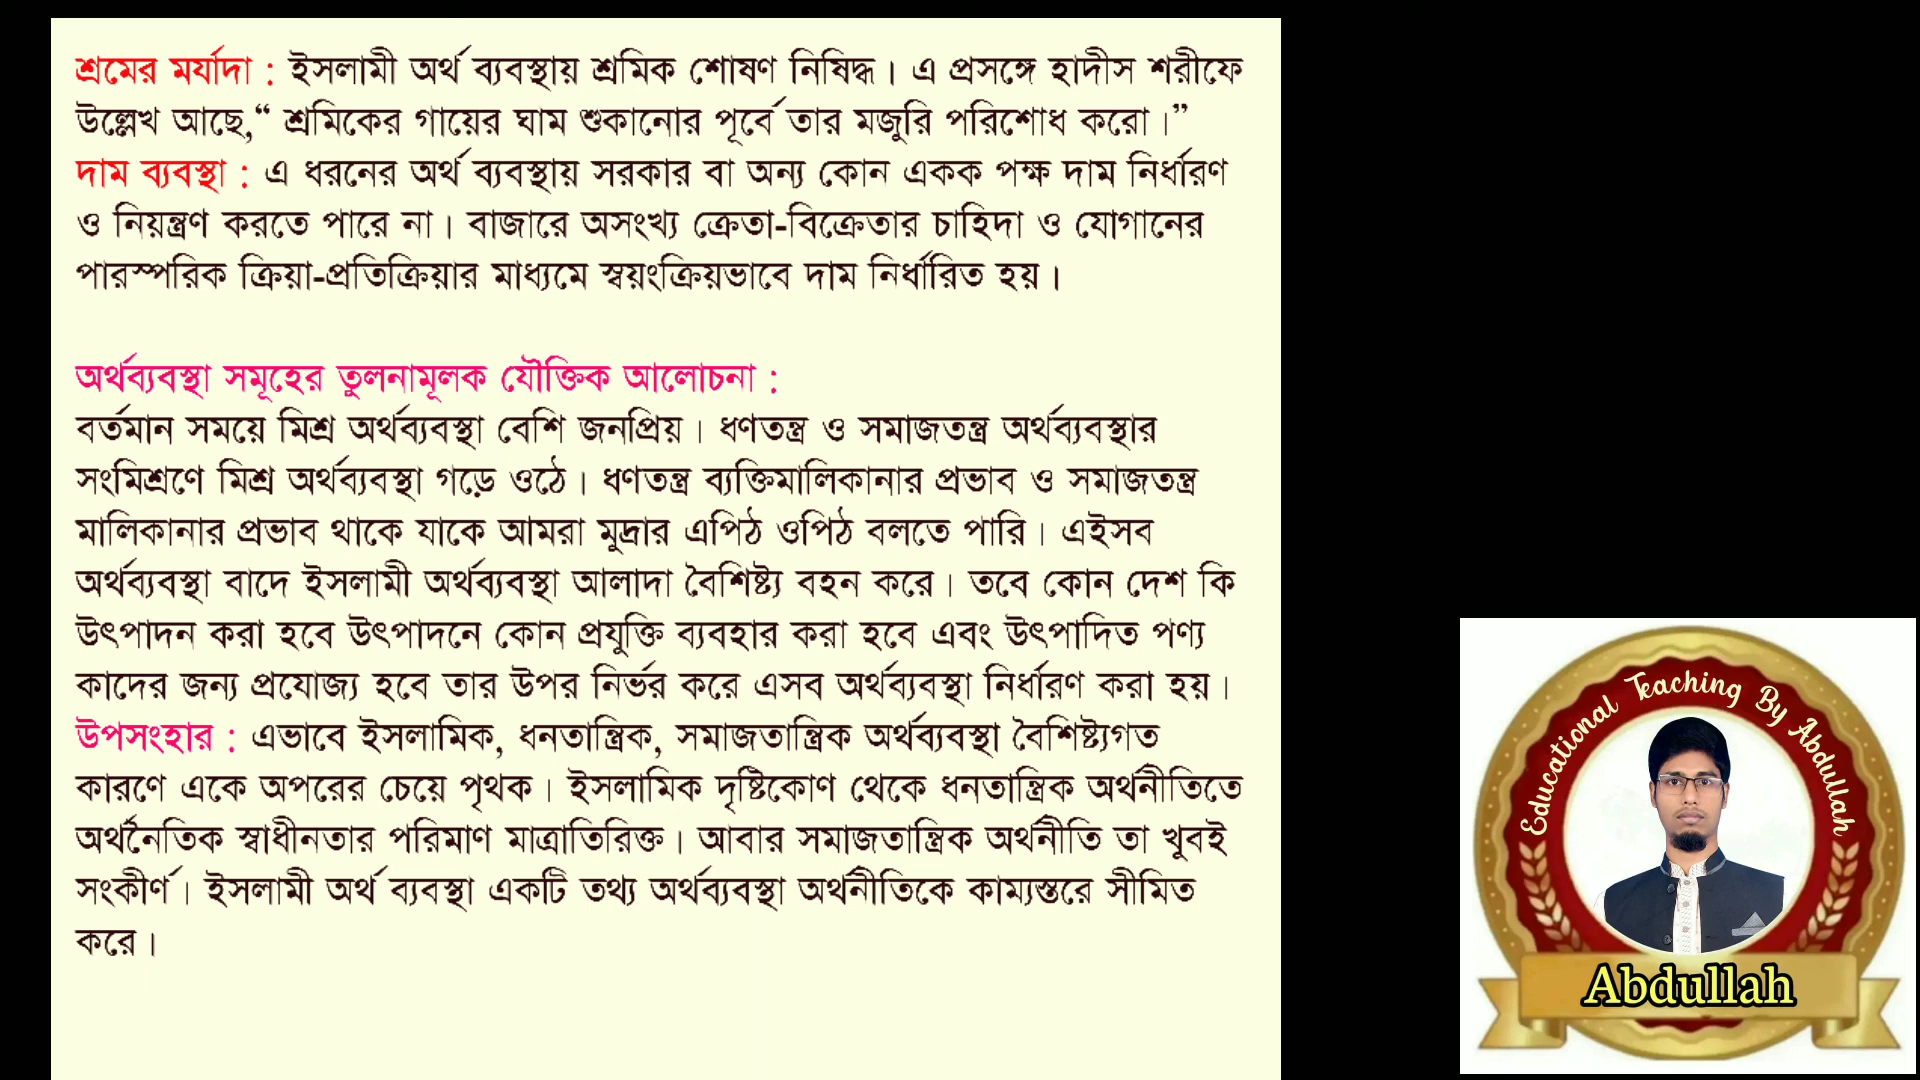 শ্রমের মর্যাদা : ইসলামী অর্থ ব্যবস্থায় শ্রমিক শোষণ নিষিদ্ধ। এ প্রসঙ্গে হাদীস শরীফে
উল্লেখ আছে,“ শ্রমিকের গায়ের ঘাম শুকানোর পূর্বে তার মজুরি পরিশোধ করো।”
দাম ব্যবস্থা : এ ধরনের অর্থ ব্যবস্থায় সরকার বা অন্য কোন একক পক্ষ দাম নির্ধারণ
ও নিয়ন্ত্রণ করতে পারে না। বাজারে অসংখ্য ক্রেতা-বিক্রেতার চাহিদা ও যোগানের
পারস্পরিক ক্রিয়া-প্রতিক্রিয়ার মাধ্যমে স্বয়ংক্রিয়ভাবে দাম নির্ধারিত হয়।
অর্থব্যবস্থা সমূহের তুলনামূলক যৌক্তিক আলোচনা :
বর্তমান সময়ে মিশ্র অর্থব্যবস্থা বেশি জনপ্রিয়। ধণতন্ত্র ও সমাজতন্ত্র অর্থব্যবস্থার
সংমিশ্রণে মিশ্র অর্থব্যবস্থা গড়ে ওঠে। ধণতন্ত্র ব্যক্তিমালিকানার প্রভাব ও সমাজতন্ত্র
মালিকানার প্রভাব থাকে যাকে আমরা মুদ্রার এপিঠ ওপিঠ বলতে পারি। এইসব
অর্থব্যবস্থা বাদে ইসলামী অর্থব্যবস্থা আলাদা বৈশিষ্ট্য বহন করে। তবে কোন দেশ কি
উৎপাদন করা হবে উৎপাদনে কোন প্রযুক্তি ব্যবহার করা হবে এবং উৎপাদিত পণ্য
কাদের জন্য প্রযোজ্য হবে তার উপর নির্ভর করে এসব অর্থব্যবস্থা নির্ধারণ করা হয়।
উপসংহার : এভাবে ইসলামিক, ধনতান্ত্রিক, সমাজতান্ত্রিক অর্থব্যবস্থা বৈশিষ্ট্যগত
কারণে একে অপরের চেয়ে পৃথক। ইসলামিক দৃষ্টিকোণ থেকে ধনতান্ত্রিক অর্থনীতিতে
অর্থনৈতিক স্বাধীনতার পরিমাণ মাত্রাতিরিক্ত। আবার সমাজতান্ত্রিক অর্থনীতি তা খুবই
সংকীর্ণ। ইসলামী অর্থ ব্যবস্থা একটি তথ্য অর্থব্যবস্থা অর্থনীতিকে কাম্যস্তরে সীমিত
করে।
Educational Teaching By Abdullah
Abdullah